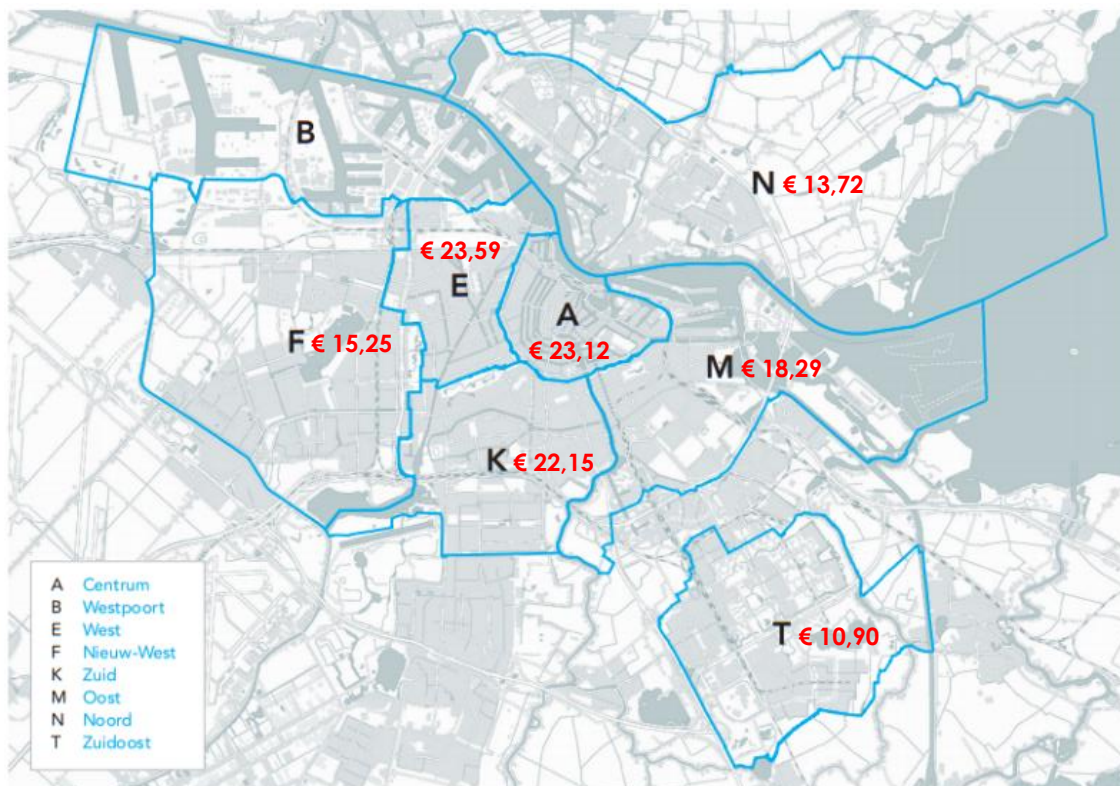 B
N € 13,72
€ 23,59
E
A
€ 23,12
F € 15,25
M € 18,29
K € 22,15
T € 10,90
A Centrum
B Westpoort
E West
F Nieuw-West
K Zuid
M Oost
N Noord
T Zuidoost